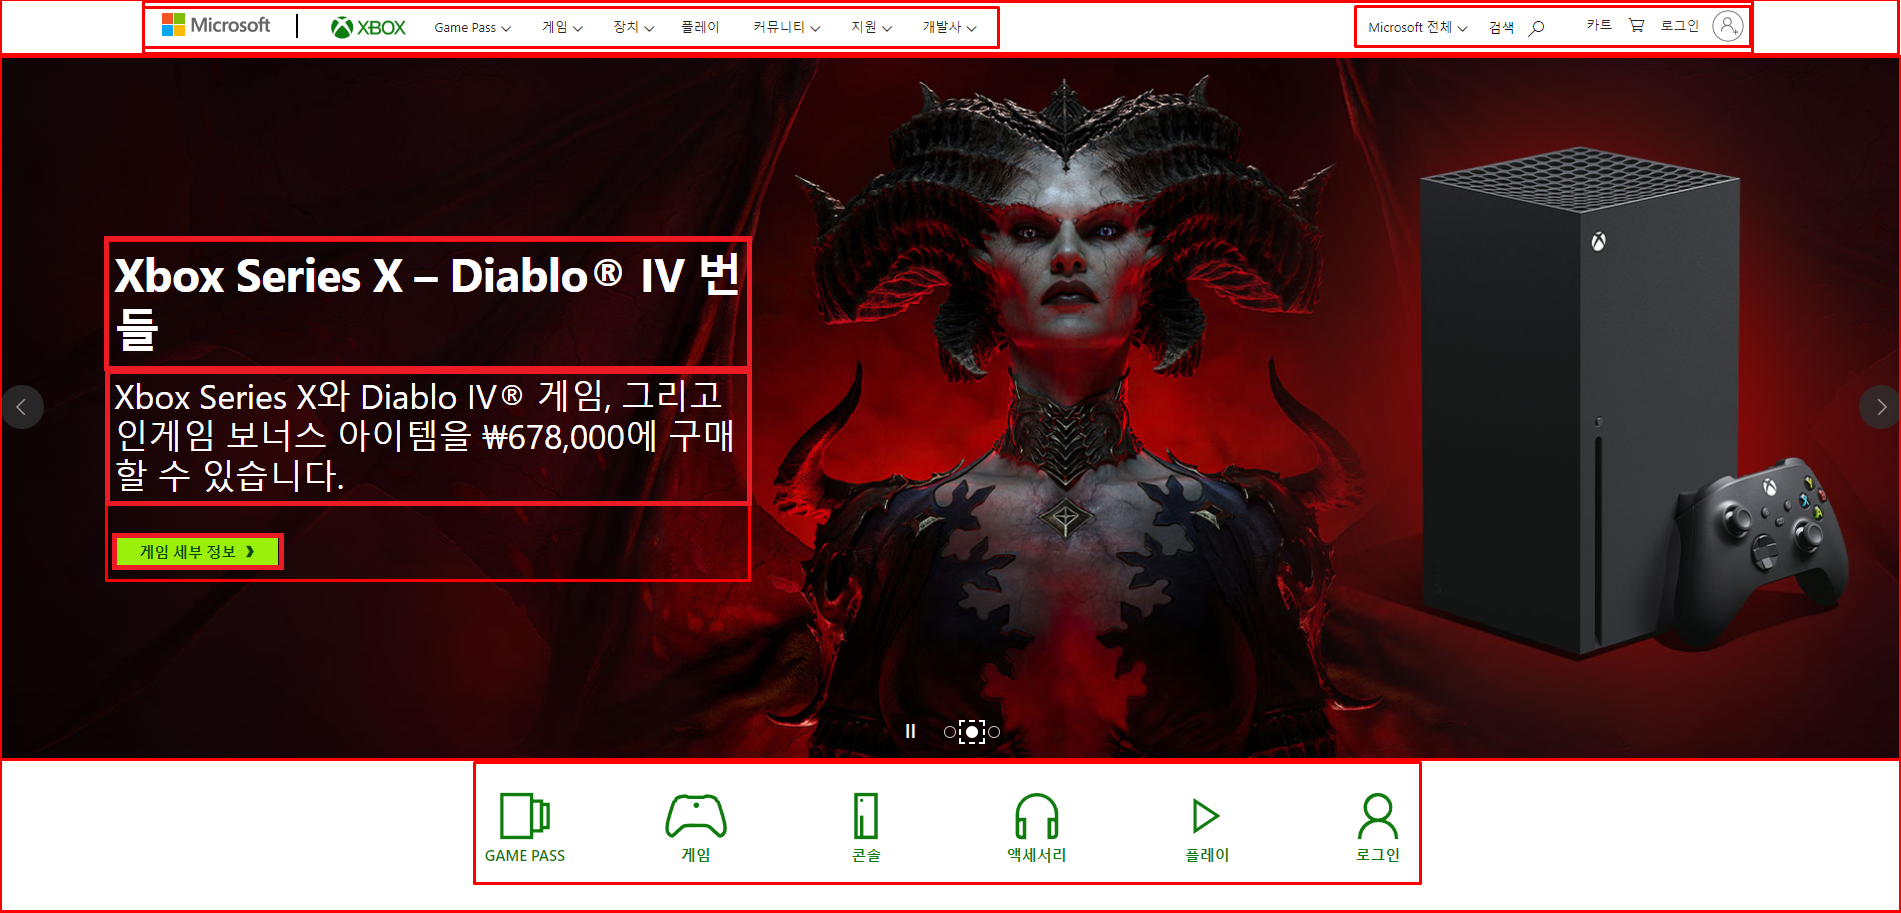 Microsoft XBOX Game Pass 게임 장치 플레이 커뮤니티 지원 개발사 Microsoft 전체 검색 카트 로그인
Xbox Series X – Diablo® IV 번
들
Xbox Series X와 Diablo IV® 게임, 그리고
인게임 보너스 아이템을 ₩678,000에 구매
할 수 있습니다.
게임 세부 정보
GAME PASS 게임 콘솔 액세서리 플레이 로그인